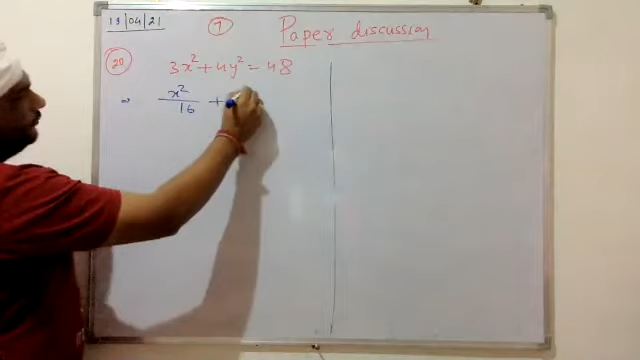 13/04/21 7 Paper discussion
20 3x² + 4y² = 48
⇒ x²/16 +